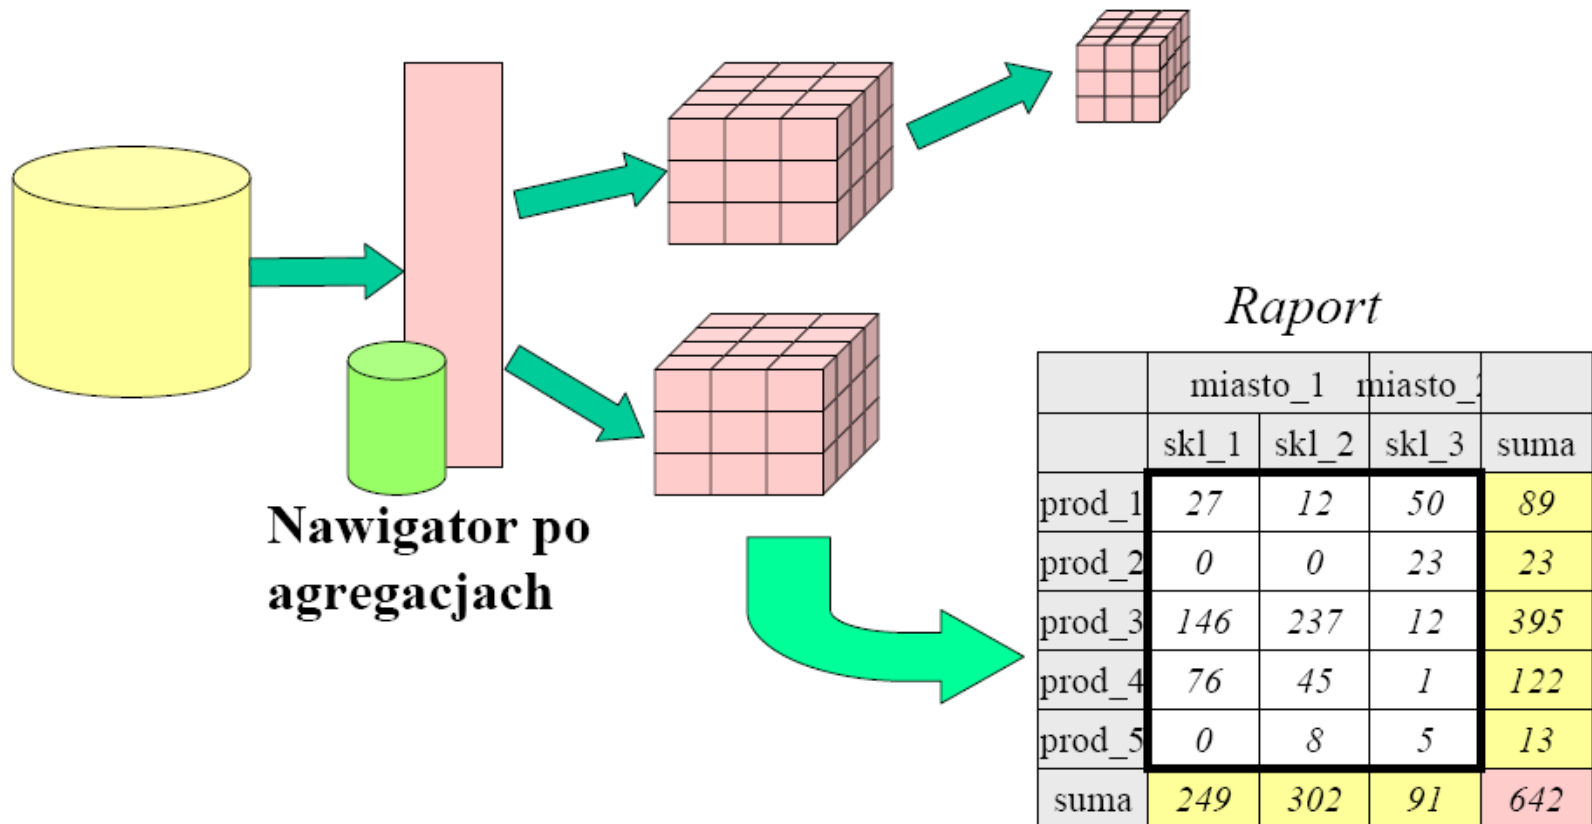 Nawigator po
agregacjach
Raport
miasto_1 miasto_2
skl_1 skl_2 skl_3 suma
prod_1 27 12 50 89
prod_2 0 0 23 23
prod_3 146 237 12 395
prod_4 76 45 1 122
prod_5 0 8 5 13
suma 249 302 91 642